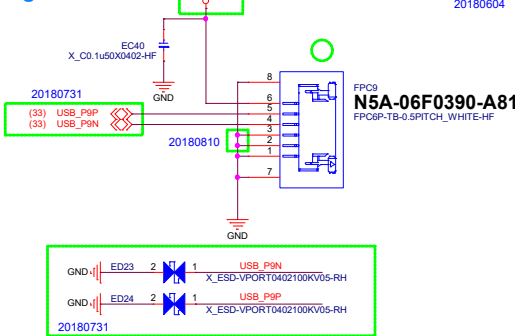 20180604
EC40
X_C0.1u50X0402-HF
GND
20180731
(33) USB_P9P
(33) USB_P9N
8
6
5
4
3
2
1
7
20180810
FPC9
N5A-06F0390-A81
FPC6P-TB-0.5PITCH_WHITE-HF
GND
GND ED23 2 1 USB_P9N
X_ESD-VPORT0402100KV05-RH
GND ED24 2 1 USB_P9P
X_ESD-VPORT0402100KV05-RH
20180731